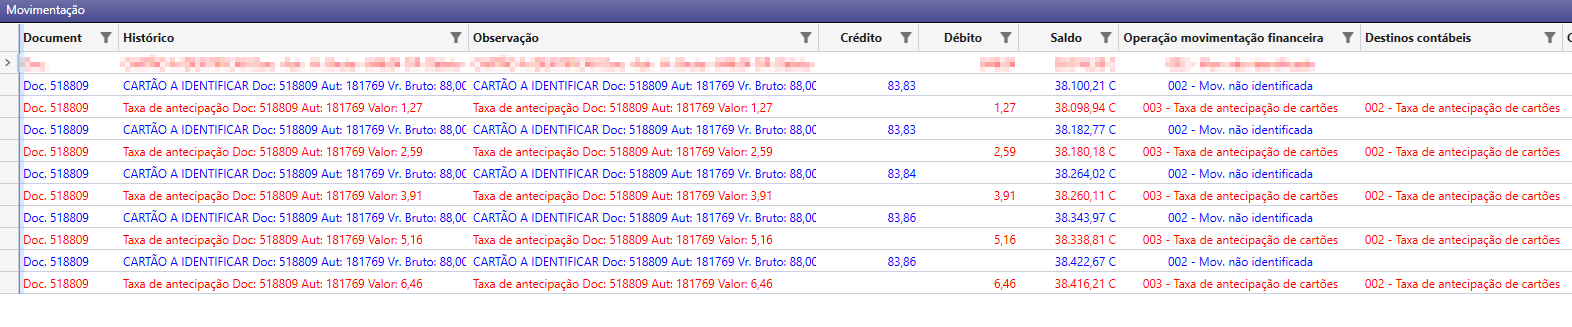 Movimentação
Document Histórico Observação Crédito Débito Saldo Operação movimentação financeira Destinos contábeis C
Doc. 518809 CARTÃO A IDENTIFICAR Doc: 518809 Aut: 181769 Vr. Bruto: 88,00 CARTÃO A IDENTIFICAR Doc: 518809 Aut: 181769 Vr. Bruto: 88,00 83,83 38.100,21 C 002 - Mov. não identificada
Doc. 518809 Taxa de antecipação Doc: 518809 Aut: 181769 Valor: 1,27 Taxa de antecipação Doc: 518809 Aut: 181769 Valor: 1,27 1,27 38.098,94 C 003 - Taxa de antecipação de cartões 002 - Taxa de antecipação de cartões
Doc. 518809 CARTÃO A IDENTIFICAR Doc: 518809 Aut: 181769 Vr. Bruto: 88,00 CARTÃO A IDENTIFICAR Doc: 518809 Aut: 181769 Vr. Bruto: 88,00 83,83 38.182,77 C 002 - Mov. não identificada
Doc. 518809 Taxa de antecipação Doc: 518809 Aut: 181769 Valor: 2,59 Taxa de antecipação Doc: 518809 Aut: 181769 Valor: 2,59 2,59 38.180,18 C 003 - Taxa de antecipação de cartões 002 - Taxa de antecipação de cartões
Doc. 518809 CARTÃO A IDENTIFICAR Doc: 518809 Aut: 181769 Vr. Bruto: 88,00 CARTÃO A IDENTIFICAR Doc: 518809 Aut: 181769 Vr. Bruto: 88,00 83,84 38.264,02 C 002 - Mov. não identificada
Doc. 518809 Taxa de antecipação Doc: 518809 Aut: 181769 Valor: 3,91 Taxa de antecipação Doc: 518809 Aut: 181769 Valor: 3,91 3,91 38.260,11 C 003 - Taxa de antecipação de cartões 002 - Taxa de antecipação de cartões
Doc. 518809 CARTÃO A IDENTIFICAR Doc: 518809 Aut: 181769 Vr. Bruto: 88,00 CARTÃO A IDENTIFICAR Doc: 518809 Aut: 181769 Vr. Bruto: 88,00 83,86 38.343,97 C 002 - Mov. não identificada
Doc. 518809 Taxa de antecipação Doc: 518809 Aut: 181769 Valor: 5,16 Taxa de antecipação Doc: 518809 Aut: 181769 Valor: 5,16 5,16 38.338,81 C 003 - Taxa de antecipação de cartões 002 - Taxa de antecipação de cartões
Doc. 518809 CARTÃO A IDENTIFICAR Doc: 518809 Aut: 181769 Vr. Bruto: 88,00 CARTÃO A IDENTIFICAR Doc: 518809 Aut: 181769 Vr. Bruto: 88,00 83,86 38.422,67 C 002 - Mov. não identificada
Doc. 518809 Taxa de antecipação Doc: 518809 Aut: 181769 Valor: 6,46 Taxa de antecipação Doc: 518809 Aut: 181769 Valor: 6,46 6,46 38.416,21 C 003 - Taxa de antecipação de cartões 002 - Taxa de antecipação de cartões